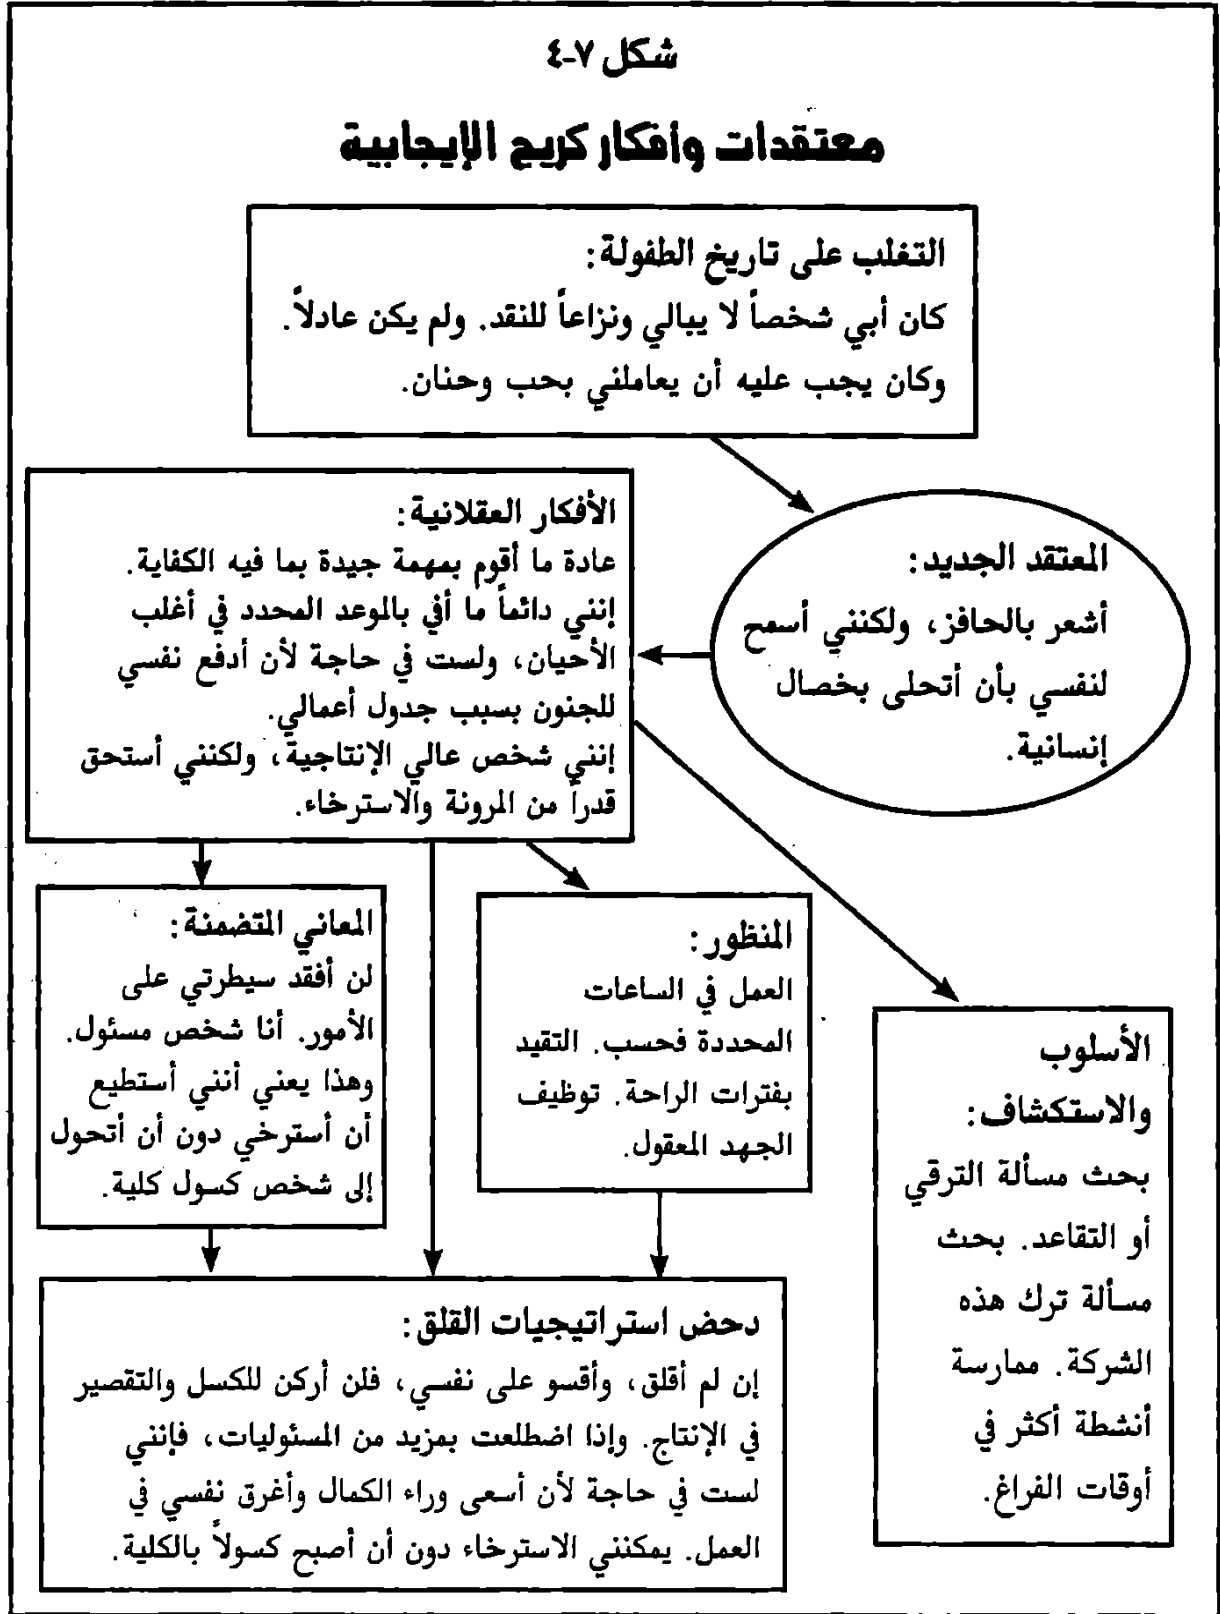 شكل ٧-٤
معتقدات وأفكار كريج الإيجابية
التغلب على تاريخ الطفولة:
كان أبي شخصاً لا يبالي ونزاعاً للنقد. ولم يكن عادلاً.
وكان يجب عليه أن يعاملني بحب وحنان.
المعتقد الجديد:
أشعر بالحافز، ولكنني أسمح
لنفسي بأن أتحلى بخصال
إنسانية.
الأفكار العقلانية:
عادة ما أقوم بمهمة جيدة بما فيه الكفاية.
إنني دائماً ما أفي بالموعد المحدد في أغلب
الأحيان، ولست في حاجة لأن أدفع نفسي
للجنون بسبب جدول أعمالي.
إنني شخص عالي الإنتاجية، ولكنني أستحق
قدراً من المرونة والاسترخاء.
الأسلوب
والاستكشاف:
بحث مسألة الترقي
أو التقاعد. بحث
مسألة ترك هذه
الشركة. ممارسة
أنشطة أكثر في
أوقات الفراغ.
المنظور:
العمل في الساعات
المحددة فحسب. التقيد
بفترات الراحة. توظيف
الجهد المعقول.
المعاني المتضمنة:
لن أفقد سيطرتي على
الأمور. أنا شخص مسئول.
وهذا يعني أنني أستطيع
أن أسترخي دون أن أتحول
إلى شخص كسول كلية.
دحض استراتيجيات القلق:
إن لم أقلق، وأقسو على نفسي، فلن أركن للكسل والتقصير
في الإنتاج. وإذا اضطلعت بمزيد من المسئوليات، فإنني
لست في حاجة لأن أسعى وراء الكمال وأغرق نفسي في
العمل. يمكنني الاسترخاء دون أن أصبح كسولاً بالكلية.